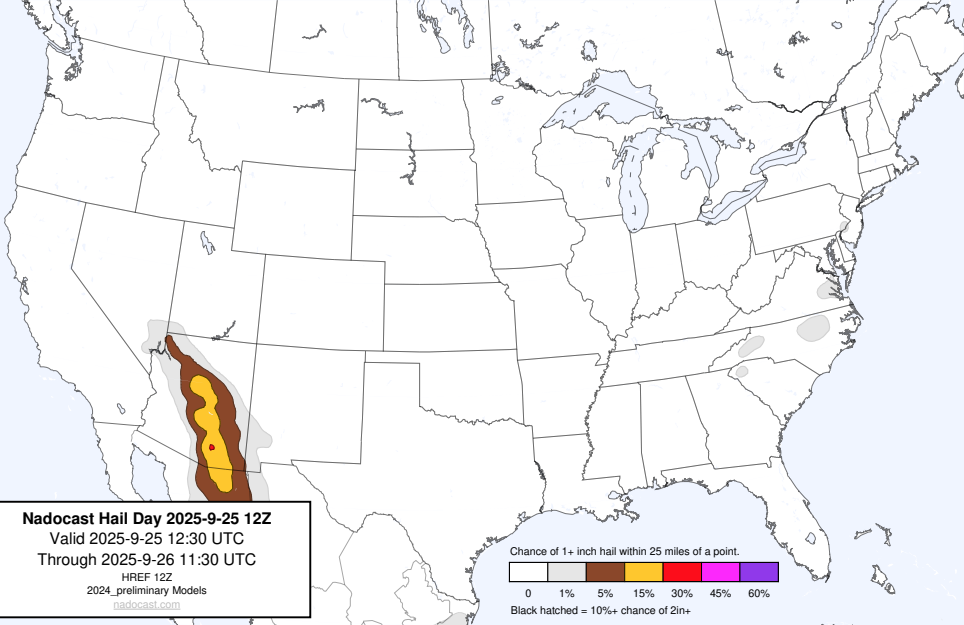 Nadocast Hail Day 2025-9-25 12Z
Valid 2025-9-25 12:30 UTC
Through 2025-9-26 11:30 UTC
HREF 12Z
2024_preliminary Models
nadocast.com
Chance of 1+ inch hail within 25 miles of a point.
0 1% 5% 15% 30% 45% 60%
Black hatched = 10%+ chance of 2in+